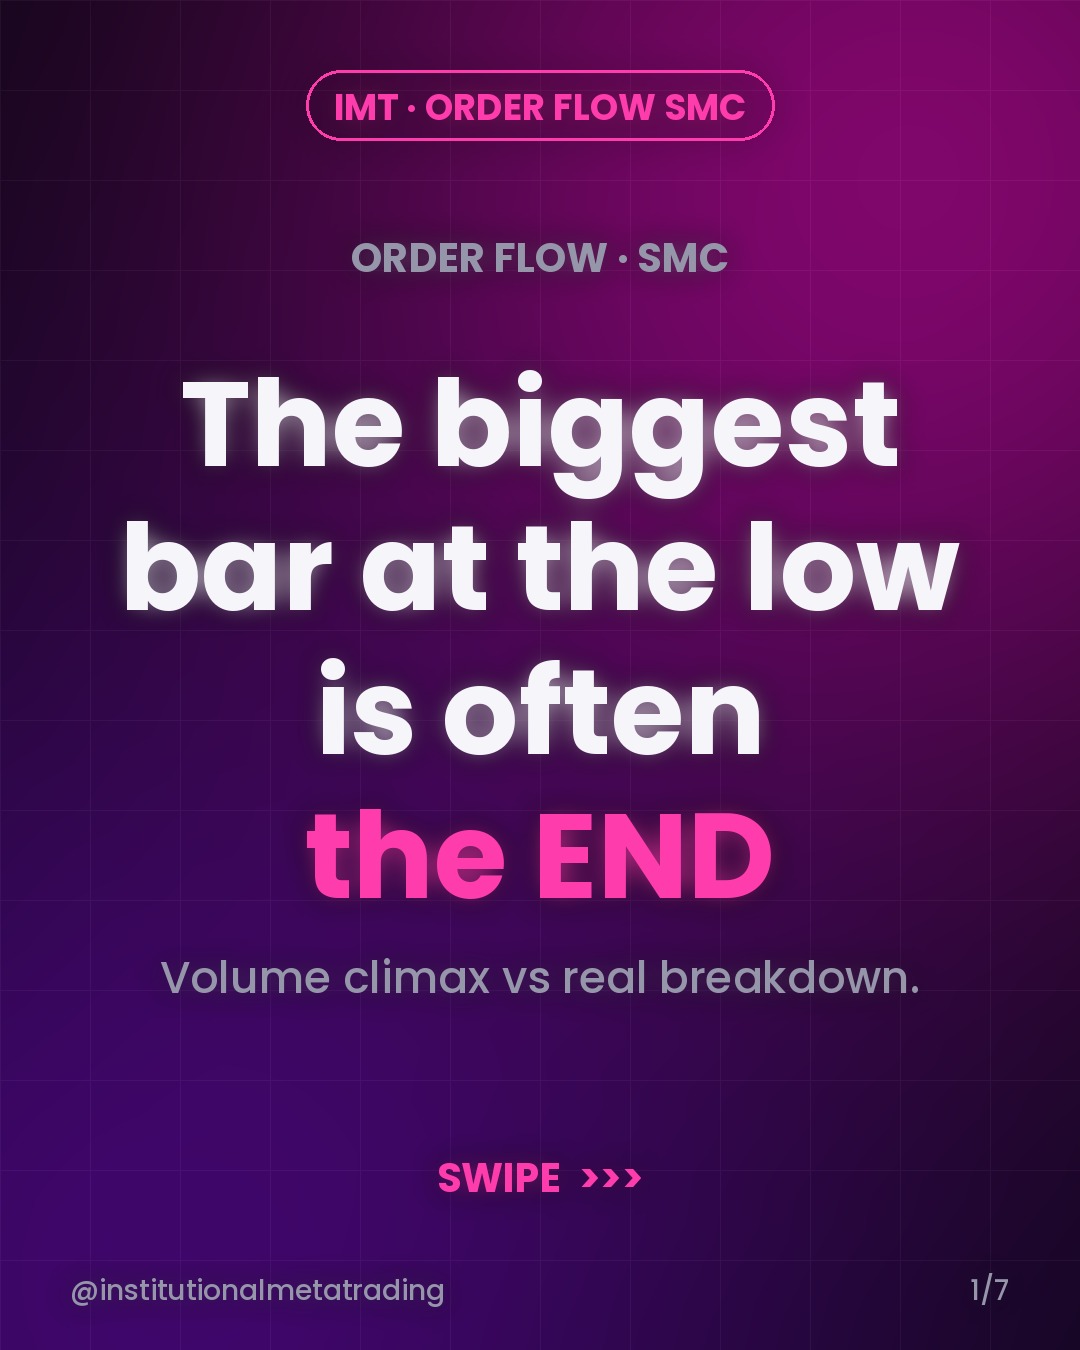 IMT · ORDER FLOW SMC
ORDER FLOW · SMC
The biggest
bar at the low
is often
the END
Volume climax vs real breakdown.
SWIPE >>>
@institutionalmetatrading
1/7